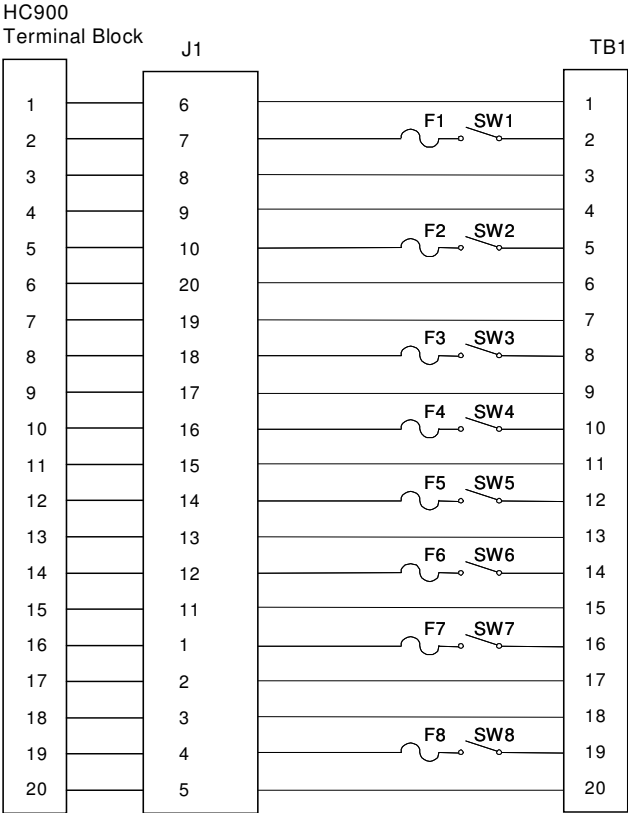 HC900
Terminal Block
J1
TB1
1 6 1
2 7 F1 SW1 2
3 8 3
4 9 4
5 10 F2 SW2 5
6 20 6
7 19 7
8 18 F3 SW3 8
9 17 9
10 16 F4 SW4 10
11 15 11
12 14 F5 SW5 12
13 13 13
14 12 F6 SW6 14
15 11 15
16 1 F7 SW7 16
17 2 17
18 3 18
19 4 F8 SW8 19
20 5 20